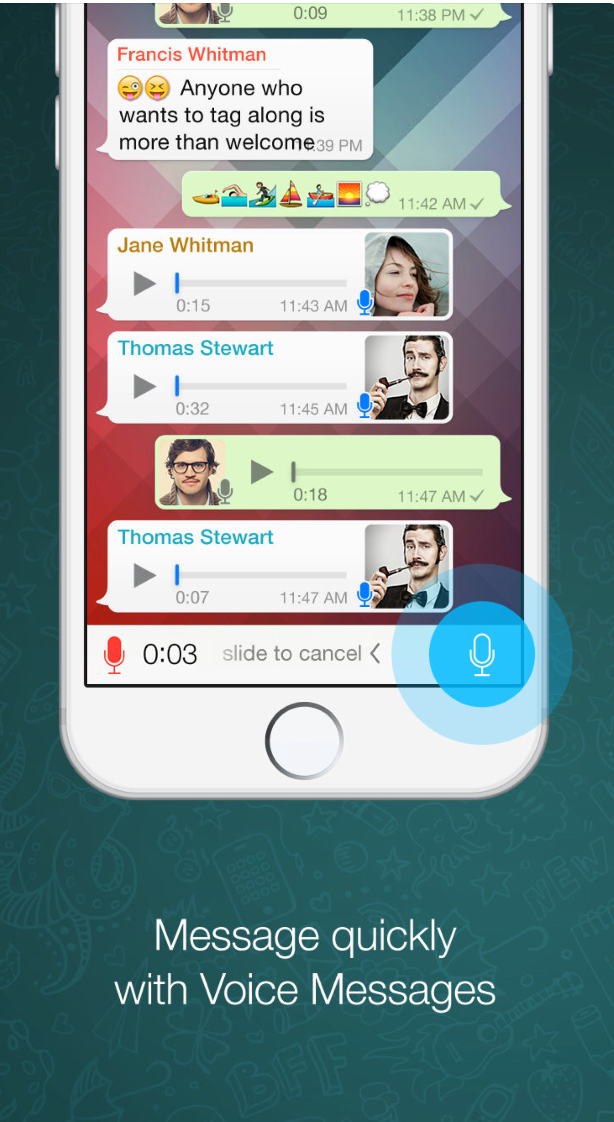 0:09 11:38 PM ✓
Francis Whitman
😜😝 Anyone who
wants to tag along is
more than welcome 11:39 PM
🚤🏊🏄⛵🚣🌅💭 11:42 AM ✓
Jane Whitman
0:15 11:43 AM
Thomas Stewart
0:32 11:45 AM
0:18 11:47 AM ✓
Thomas Stewart
0:07 11:47 AM
0:03 slide to cancel <
NEW
Message quickly
with Voice Messages
BFF